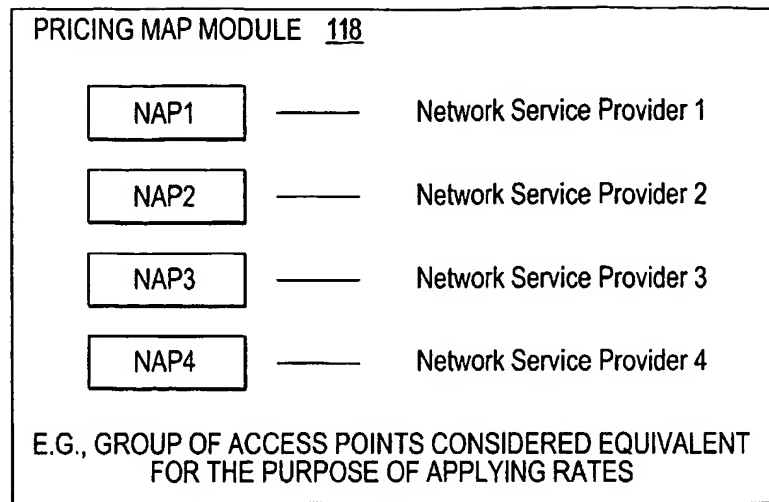 PRICING MAP MODULE 118
NAP1 Network Service Provider 1
NAP2 Network Service Provider 2
NAP3 Network Service Provider 3
NAP4 Network Service Provider 4
E.G., GROUP OF ACCESS POINTS CONSIDERED EQUIVALENT
FOR THE PURPOSE OF APPLYING RATES